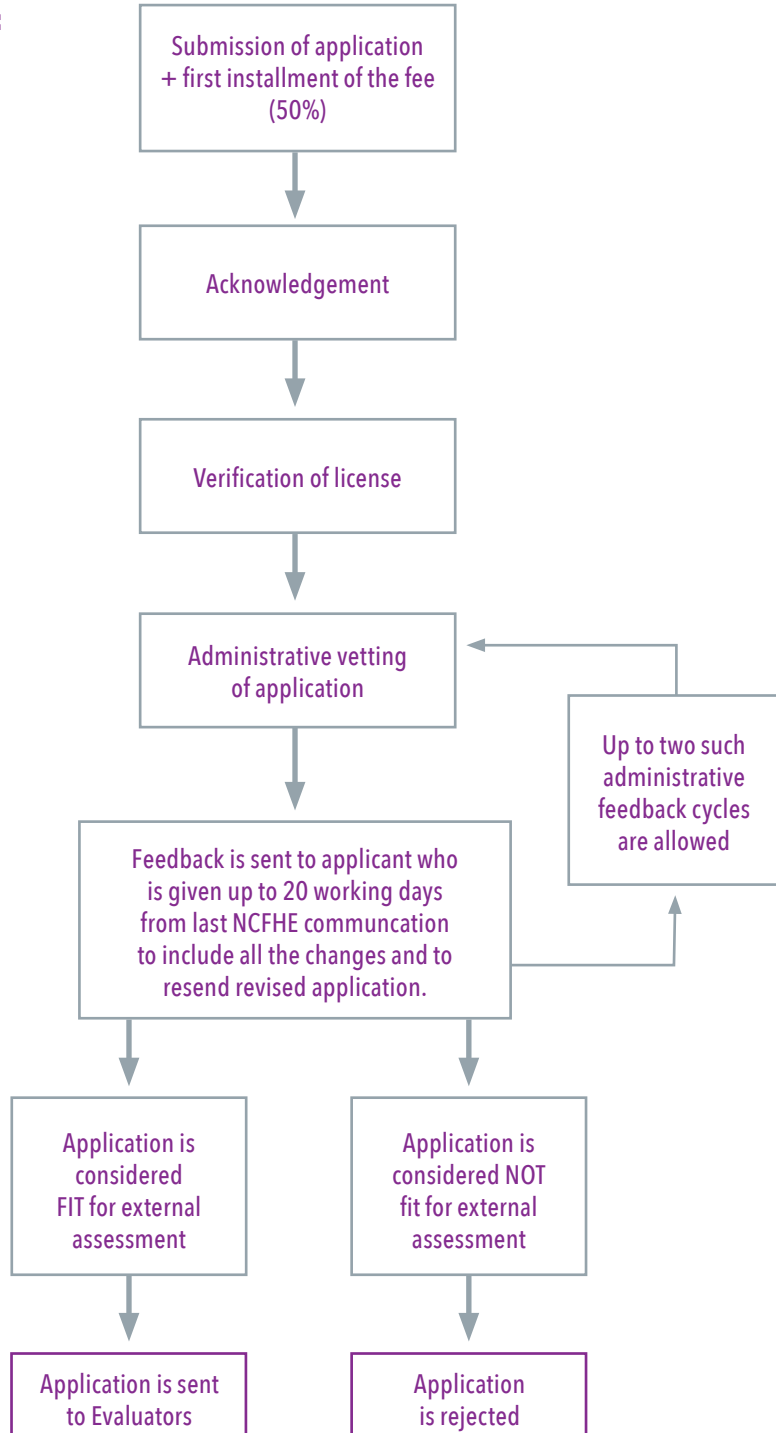 Submission of application
+ first installment of the fee
(50%)
Acknowledgement
Verification of license
Administrative vetting
of application
Up to two such
administrative
feedback cycles
are allowed
Feedback is sent to applicant who
is given up to 20 working days
from last NCFHE communcation
to include all the changes and to
resend revised application.
Application is
considered
FIT for external
assessment
Application is
considered NOT
fit for external
assessment
Application is sent
to Evaluators
Application
is rejected